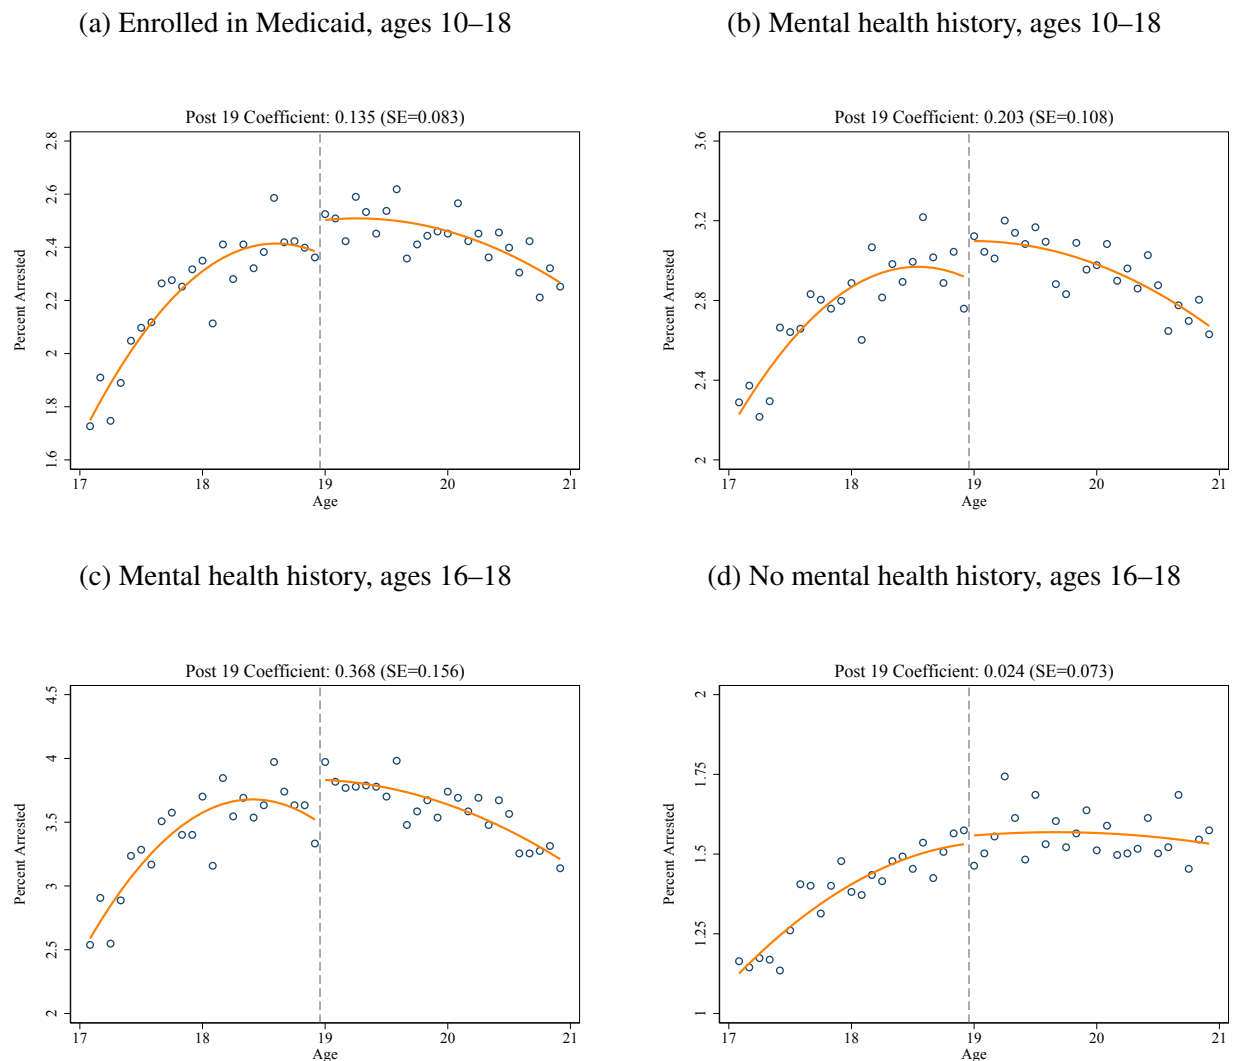 (a) Enrolled in Medicaid, ages 10–18
Post 19 Coefficient: 0.135 (SE=0.083)
Percent Arrested
2.8
2.6
2.4
2.2
2
1.8
1.6
17 18 19 20 21
Age
(b) Mental health history, ages 10–18
Post 19 Coefficient: 0.203 (SE=0.108)
Percent Arrested
3.6
3.2
2.8
2.4
2
17 18 19 20 21
Age
(c) Mental health history, ages 16–18
Post 19 Coefficient: 0.368 (SE=0.156)
Percent Arrested
4.5
4
3.5
3
2.5
2
17 18 19 20 21
Age
(d) No mental health history, ages 16–18
Post 19 Coefficient: 0.024 (SE=0.073)
Percent Arrested
2
1.75
1.5
1.25
1
17 18 19 20 21
Age